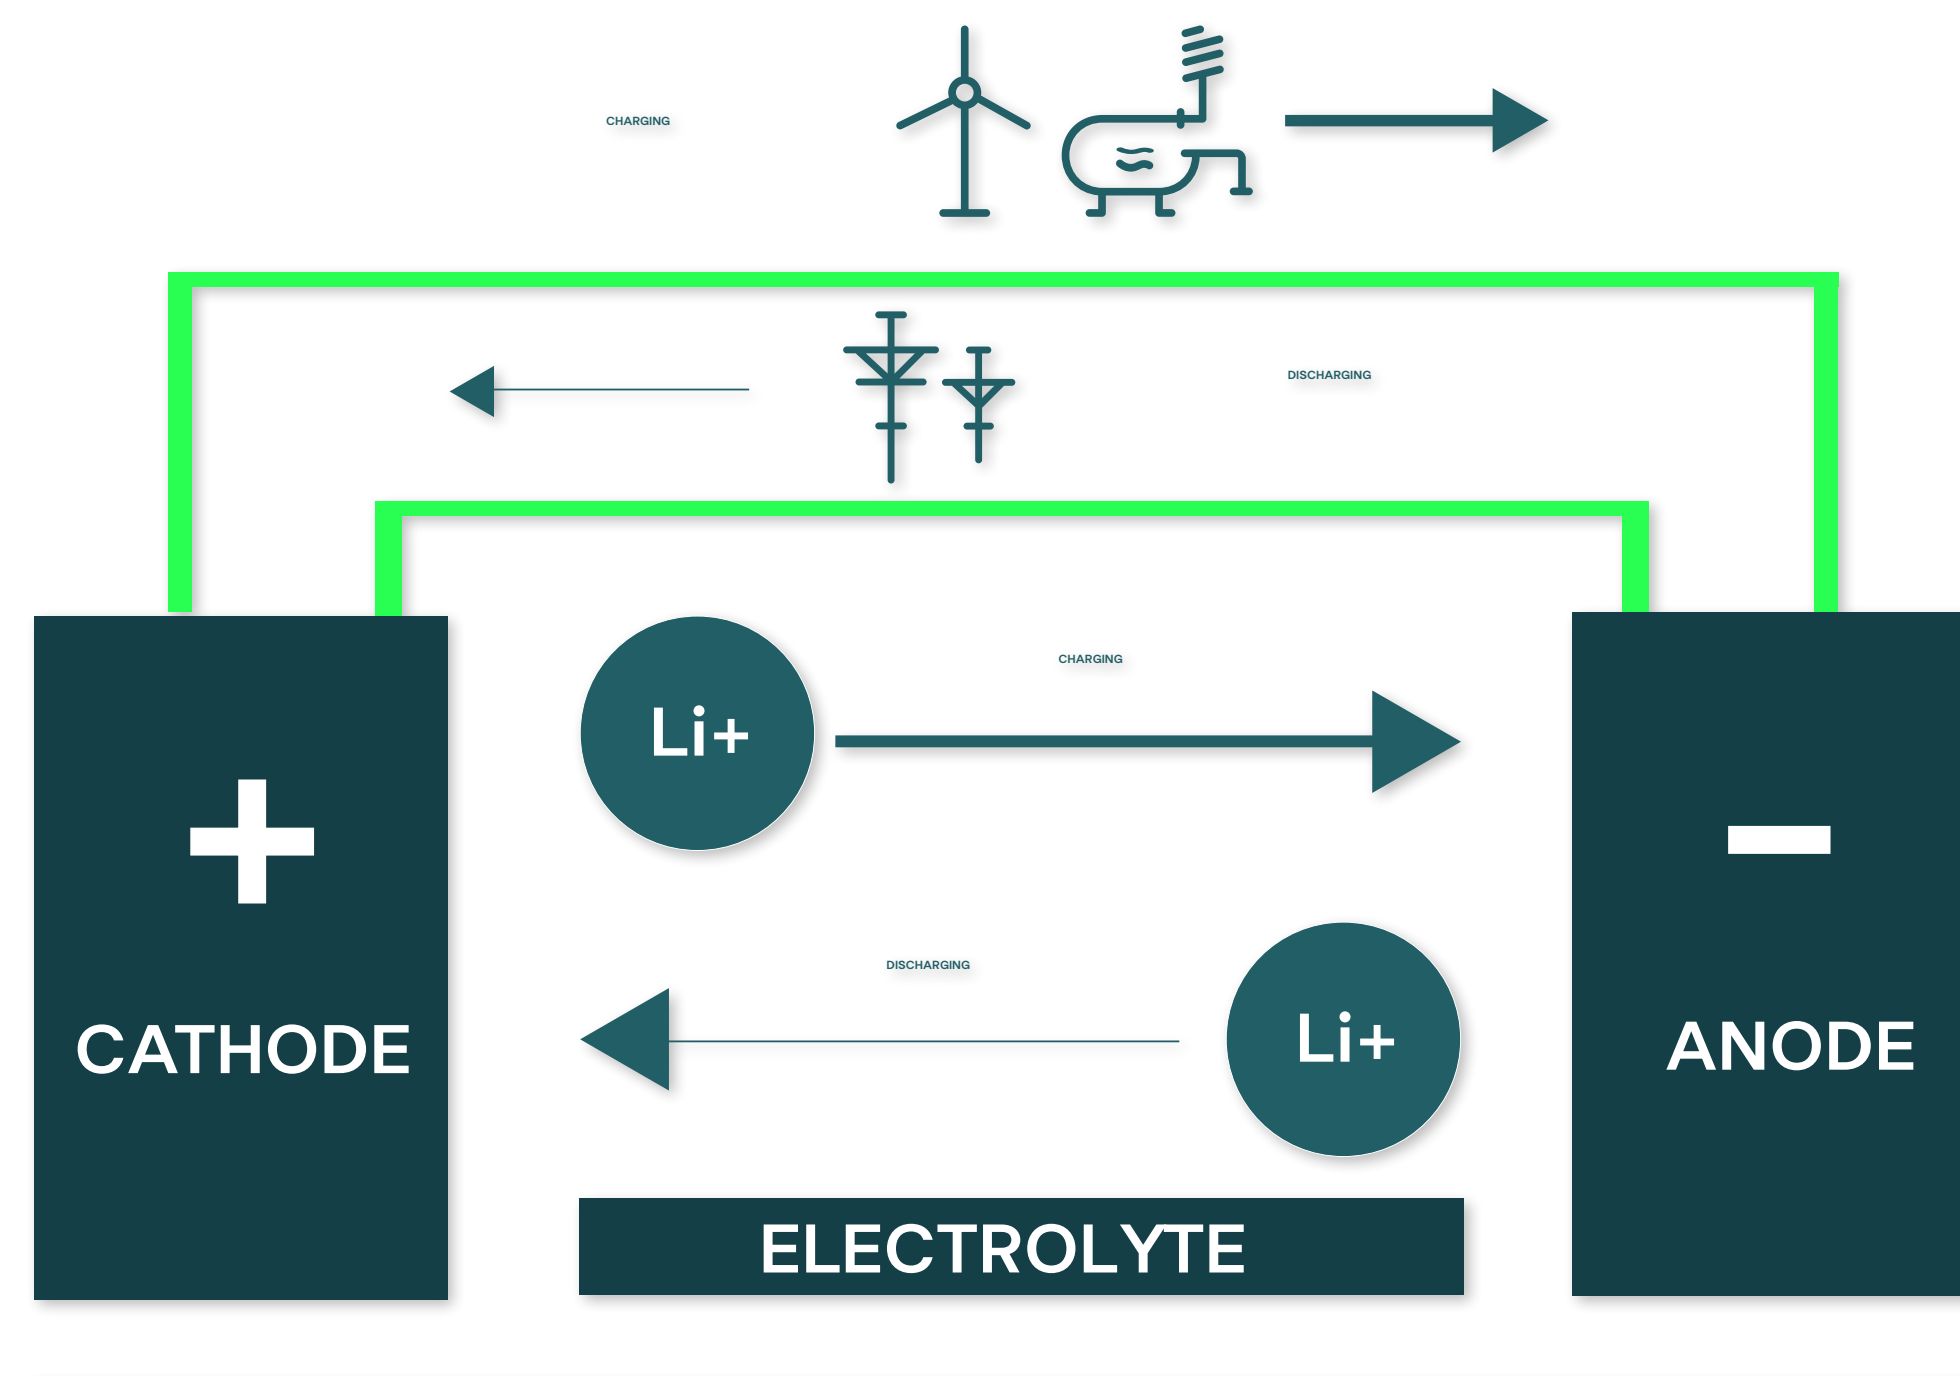 CHARGING
DISCHARGING
CHARGING
Li+
+
−
DISCHARGING
Li+
CATHODE
ANODE
ELECTROLYTE